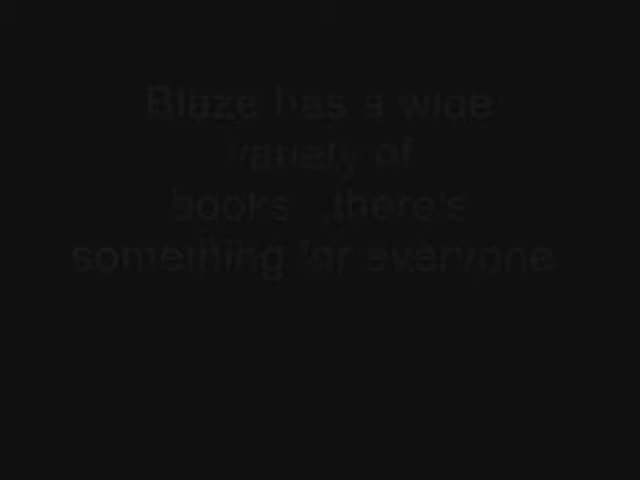 Blaze has a wide
variety of
books...there's
something for everyone